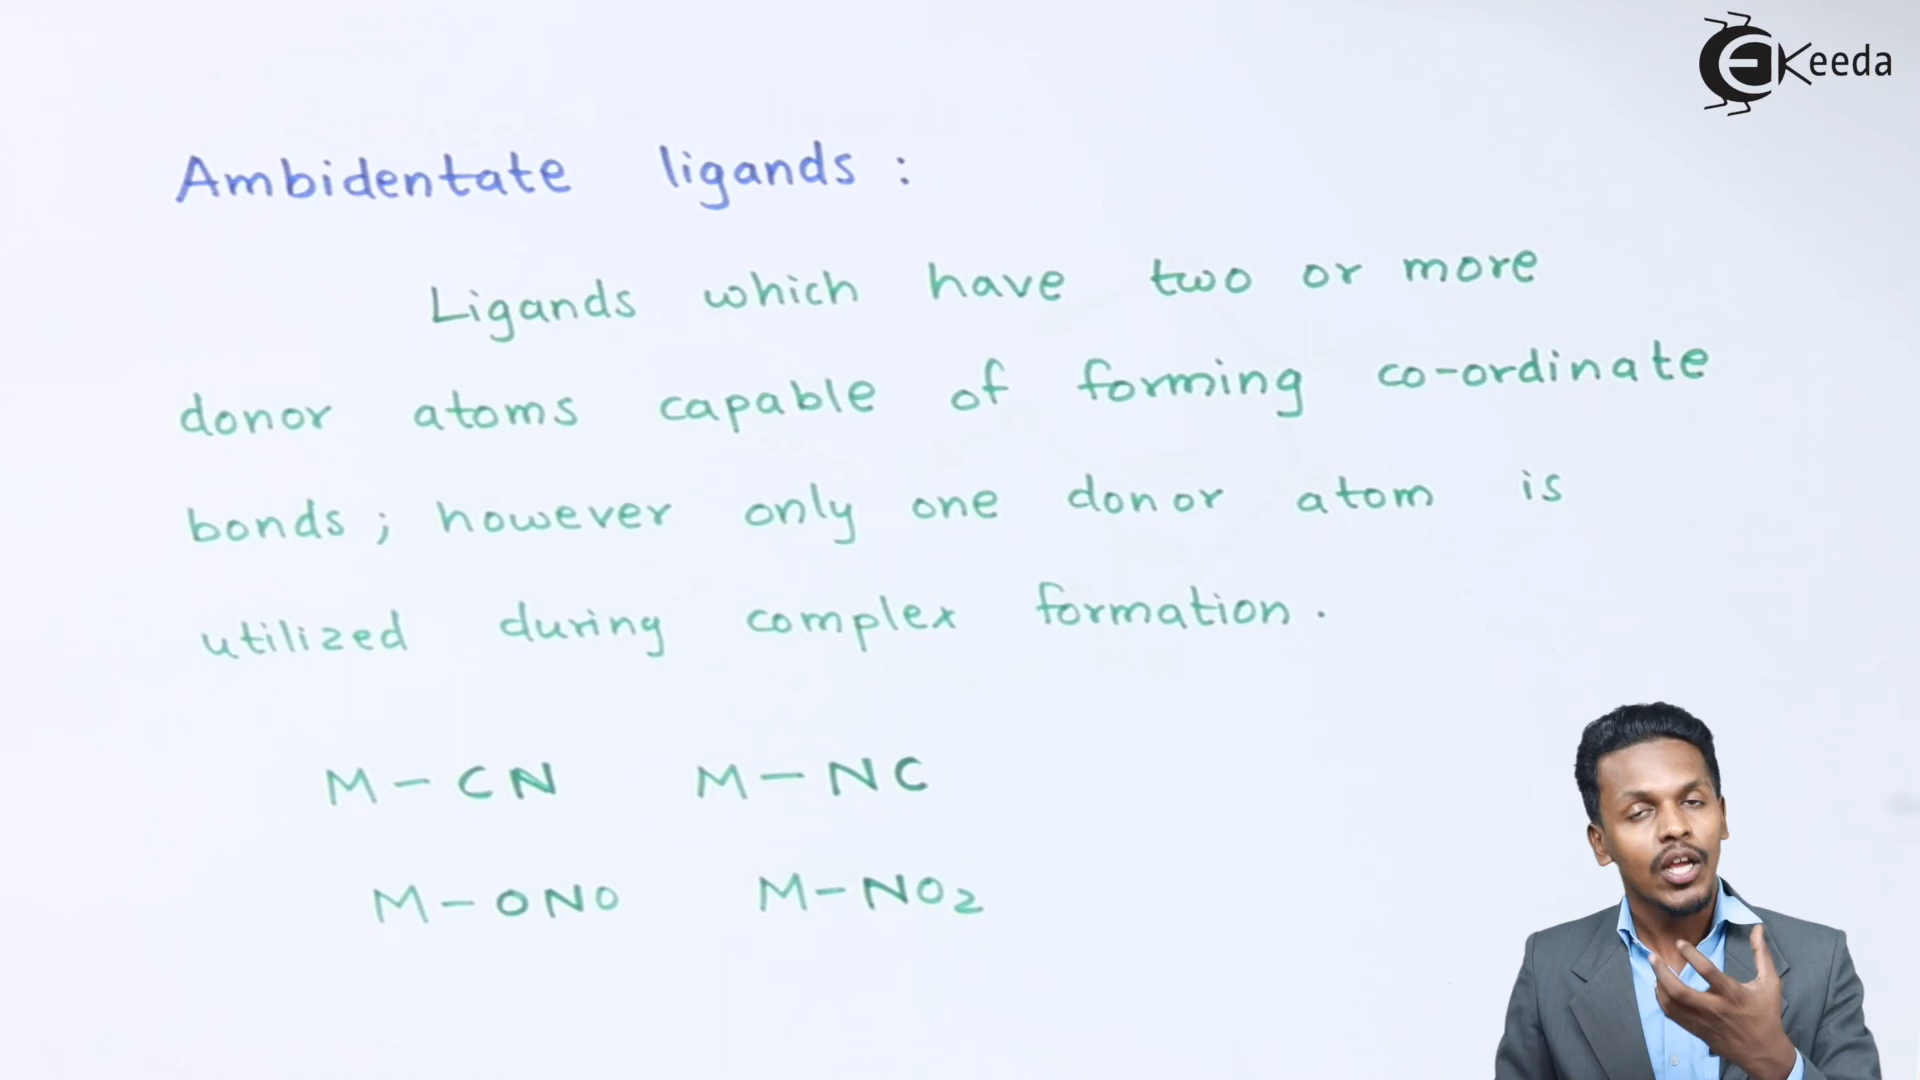 EKeeda
Ambidentate ligands :
Ligands which have two or more
donor atoms capable of forming co-ordinate
bonds ; however only one donor atom is
utilized during complex formation .
M - CN M - NC
M - ONO M - NO2